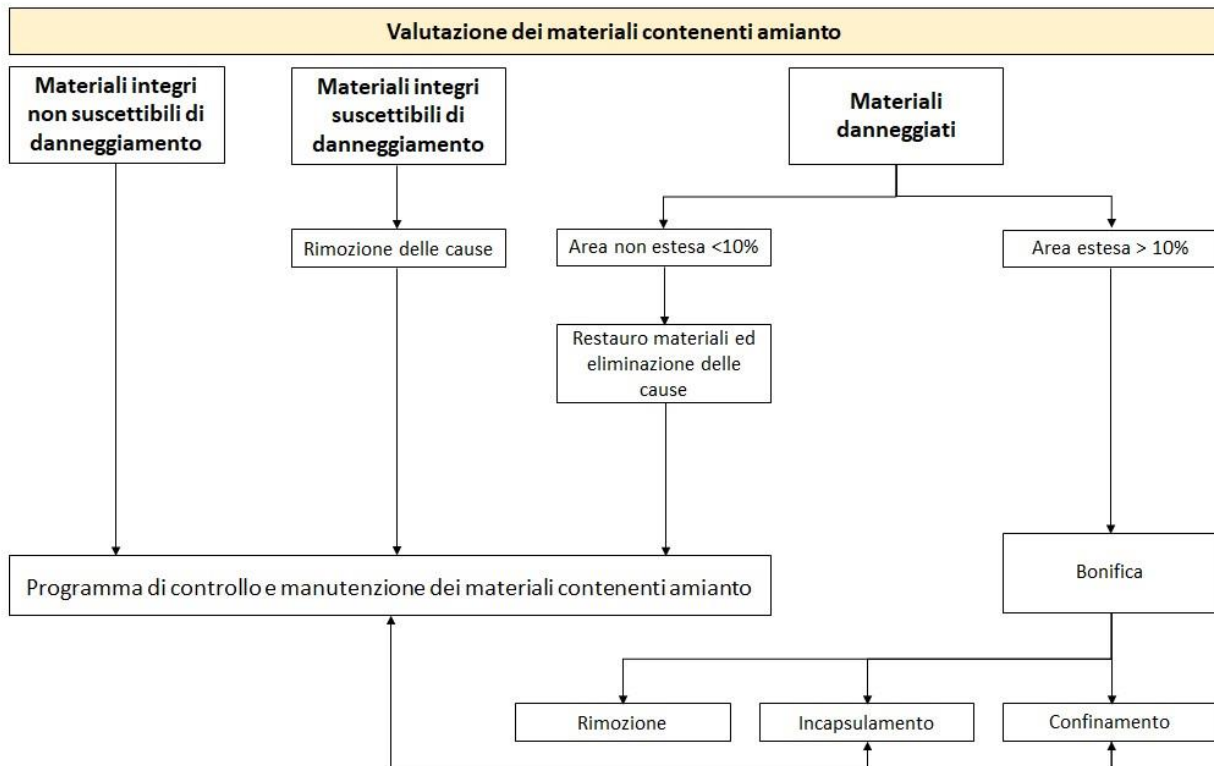 Valutazione dei materiali contenenti amianto
Materiali integri
non suscettibili di
danneggiamento
Materiali integri
suscettibili di
danneggiamento
Materiali
danneggiati
Rimozione delle cause
Area non estesa <10%
Area estesa > 10%
Restauro materiali ed
eliminazione delle
cause
Programma di controllo e manutenzione dei materiali contenenti amianto
Bonifica
Rimozione
Incapsulamento
Confinamento